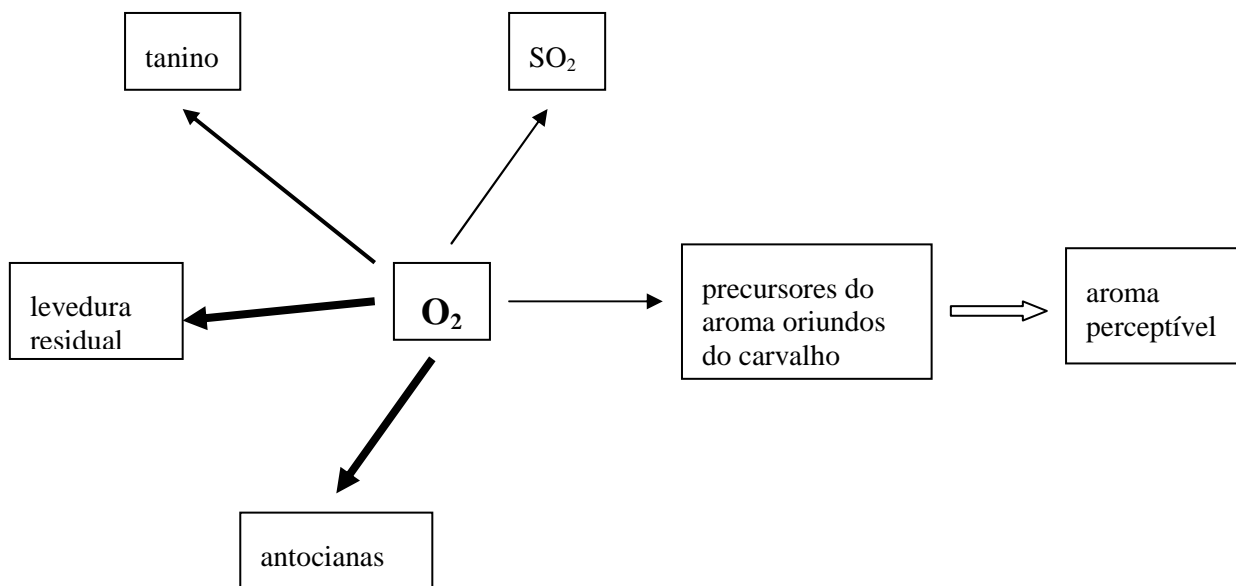 tanino
SO₂
levedura
residual
O₂
precursores do
aroma oriundos
do carvalho
aroma
perceptível
antocianas